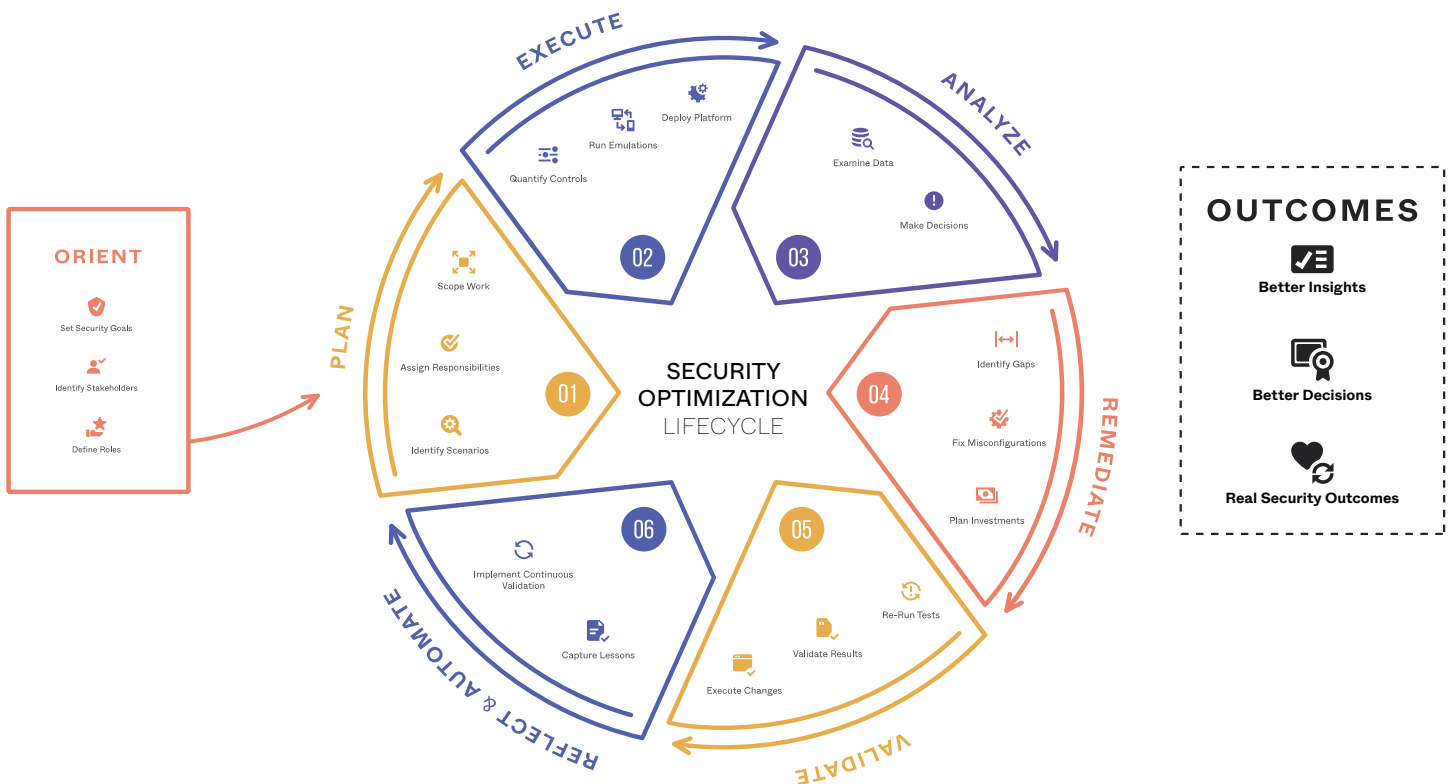 ORIENT
Set Security Goals
Identify Stakeholders
Define Roles
PLAN
Scope Work
Assign Responsibilities
Identify Scenarios
01
EXECUTE
Deploy Platform
Run Emulations
Quantify Controls
02
ANALYZE
Examine Data
Make Decisions
03
REMEDIATE
Identify Gaps
Fix Misconfigurations
Plan Investments
04
VALIDATE
Re-Run Tests
Validate Results
Execute Changes
05
REFLECT & AUTOMATE
Implement Continuous
Validation
Capture Lessons
06
SECURITY
OPTIMIZATION
LIFECYCLE
OUTCOMES
Better Insights
Better Decisions
Real Security Outcomes